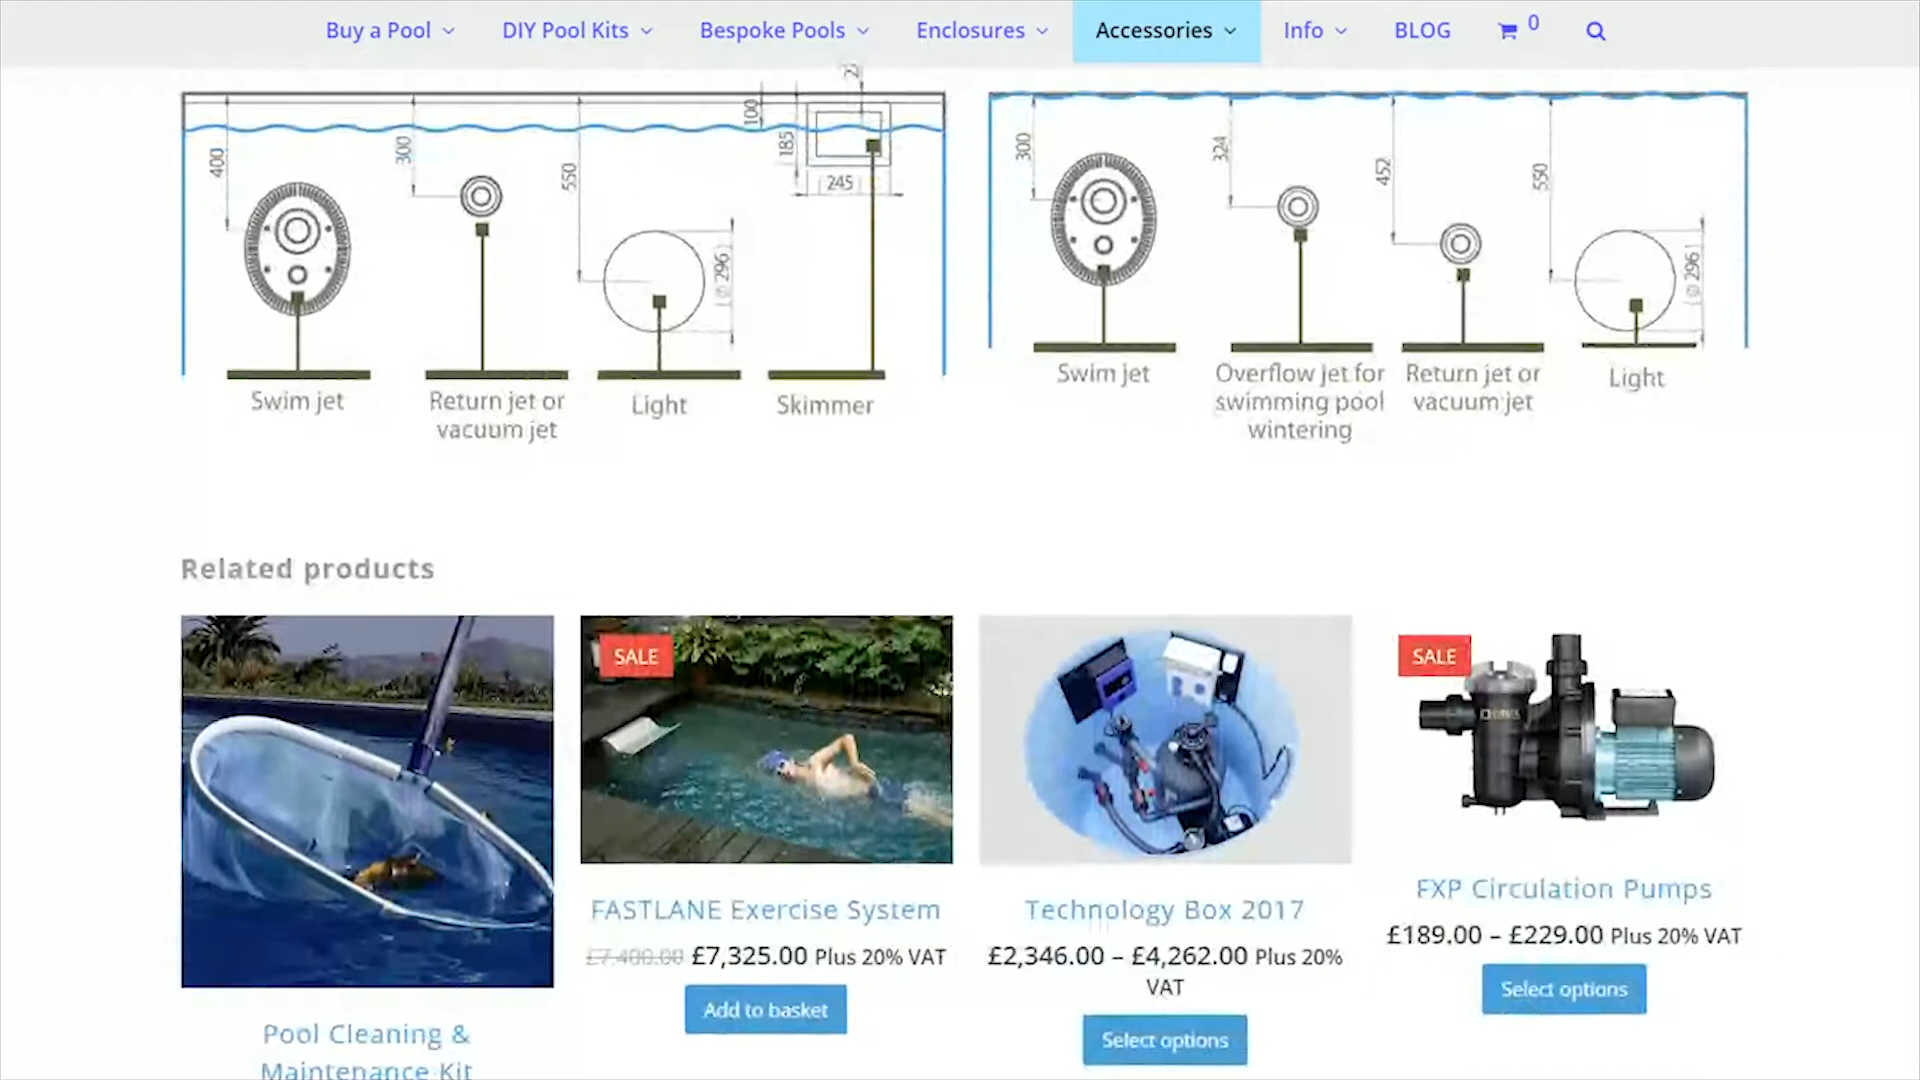 Buy a Pool
DIY Pool Kits
Bespoke Pools
Enclosures
Accessories
Info
BLOG
0
400
300
550
100
185
245
296
Swim jet
Return jet or
vacuum jet
Light
Skimmer
300
324
452
550
296
Swim jet
Overflow jet for
swimming pool
wintering
Return jet or
vacuum jet
Light
Related products
SALE
SALE
Pool Cleaning &
Maintenance Kit
FASTLANE Exercise System
£7,400.00 £7,325.00 Plus 20% VAT
Add to basket
Technology Box 2017
£2,346.00 – £4,262.00 Plus 20%
VAT
Select options
FXP Circulation Pumps
£189.00 – £229.00 Plus 20% VAT
Select options